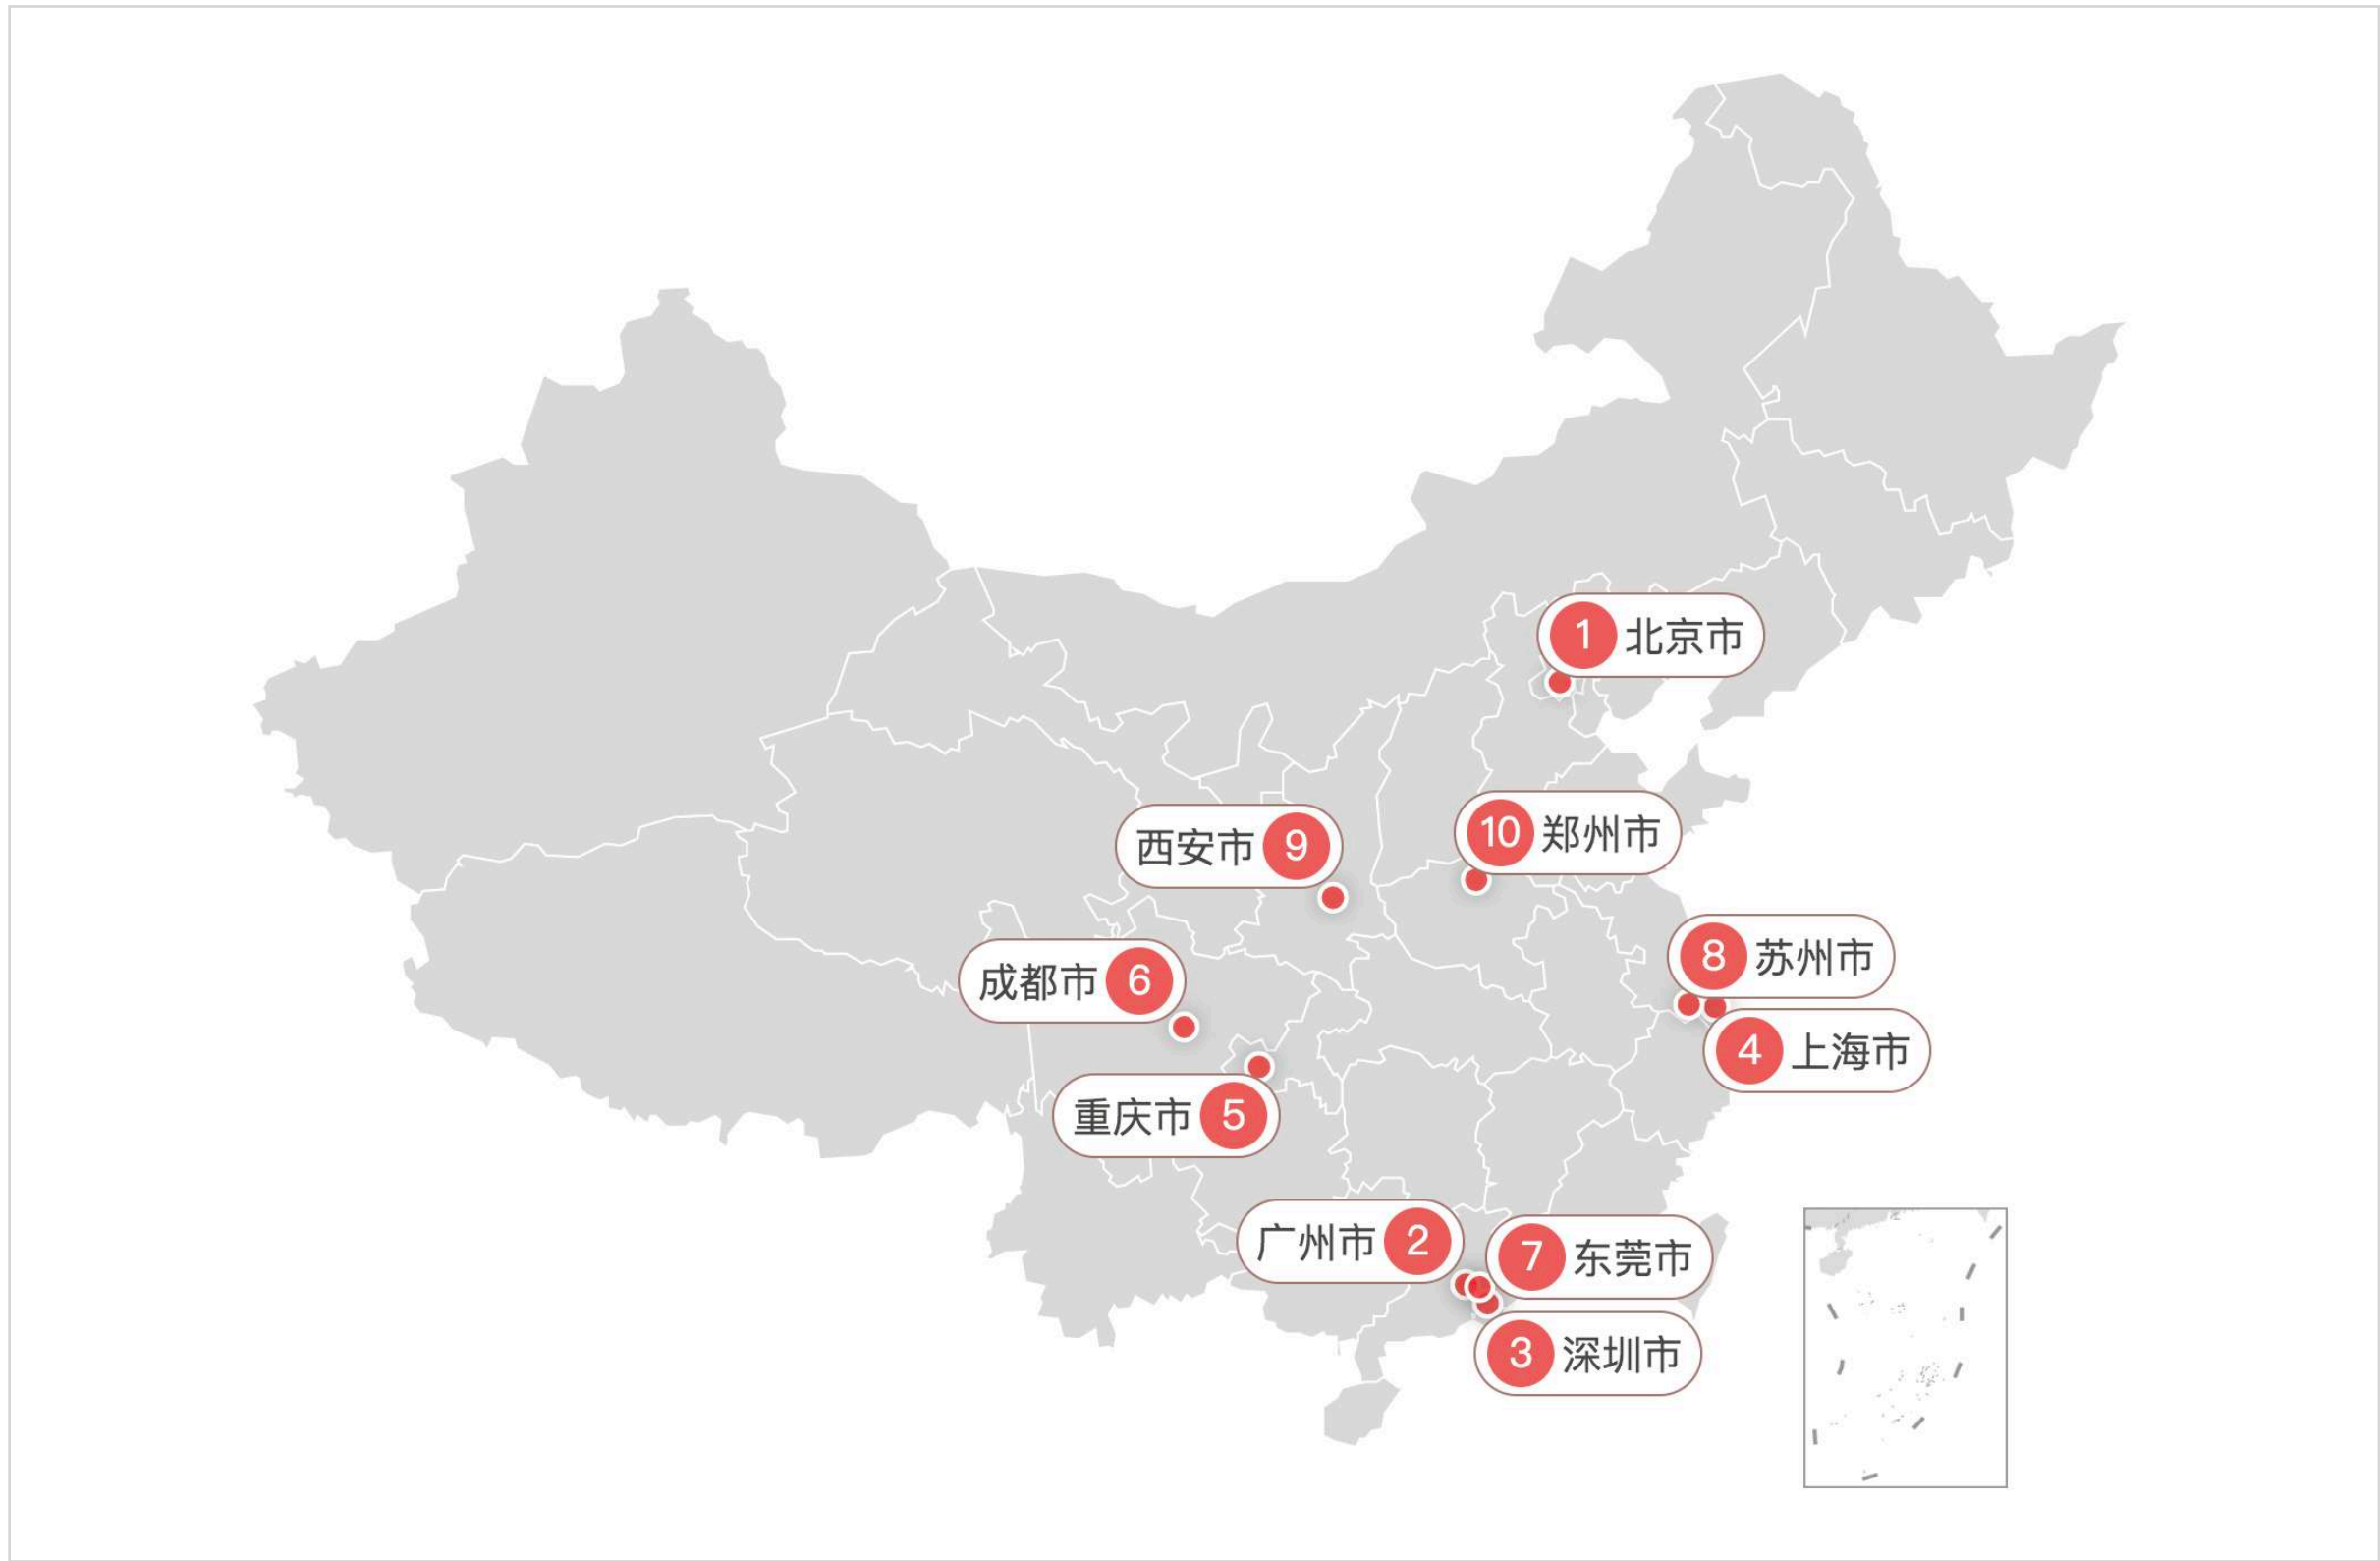 1 北京市
10 郑州市
西安市 9
8 苏州市
成都市 6
4 上海市
重庆市 5
广州市 2
7 东莞市
3 深圳市